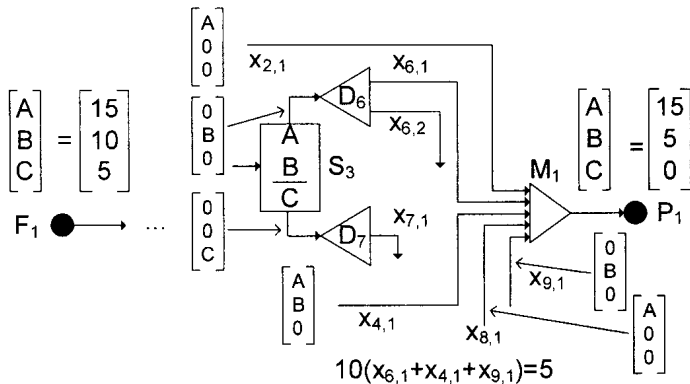 A
0
0
x2,1
x6,1
A
B
C
=
15
10
5
0
B
0
D6
x6,2
A
B
C
S3
M1
A
B
C
=
15
5
0
F1
...
0
0
C
D7
x7,1
P1
A
B
0
x4,1
x9,1
x8,1
0
B
0
A
0
0
10(x6,1+x4,1+x9,1)=5